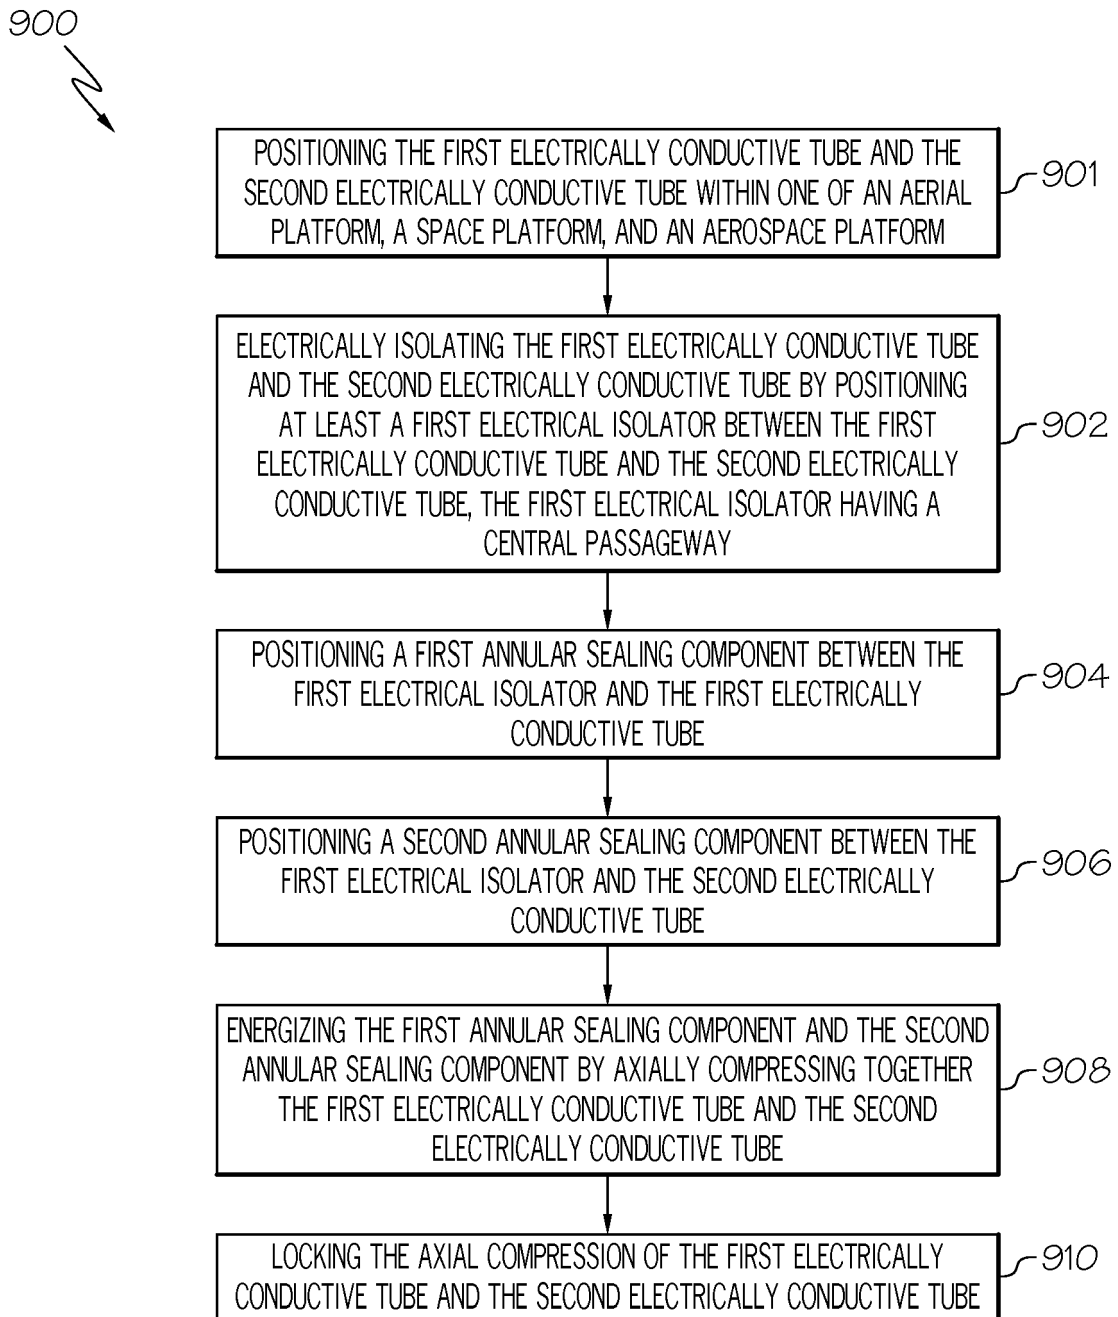 900
POSITIONING THE FIRST ELECTRICALLY CONDUCTIVE TUBE AND THE
SECOND ELECTRICALLY CONDUCTIVE TUBE WITHIN ONE OF AN AERIAL
PLATFORM, A SPACE PLATFORM, AND AN AEROSPACE PLATFORM
901
ELECTRICALLY ISOLATING THE FIRST ELECTRICALLY CONDUCTIVE TUBE
AND THE SECOND ELECTRICALLY CONDUCTIVE TUBE BY POSITIONING
AT LEAST A FIRST ELECTRICAL ISOLATOR BETWEEN THE FIRST
ELECTRICALLY CONDUCTIVE TUBE AND THE SECOND ELECTRICALLY
CONDUCTIVE TUBE, THE FIRST ELECTRICAL ISOLATOR HAVING A
CENTRAL PASSAGEWAY
902
POSITIONING A FIRST ANNULAR SEALING COMPONENT BETWEEN THE
FIRST ELECTRICAL ISOLATOR AND THE FIRST ELECTRICALLY
CONDUCTIVE TUBE
904
POSITIONING A SECOND ANNULAR SEALING COMPONENT BETWEEN THE
FIRST ELECTRICAL ISOLATOR AND THE SECOND ELECTRICALLY
CONDUCTIVE TUBE
906
ENERGIZING THE FIRST ANNULAR SEALING COMPONENT AND THE SECOND
ANNULAR SEALING COMPONENT BY AXIALLY COMPRESSING TOGETHER
THE FIRST ELECTRICALLY CONDUCTIVE TUBE AND THE SECOND
ELECTRICALLY CONDUCTIVE TUBE
908
LOCKING THE AXIAL COMPRESSION OF THE FIRST ELECTRICALLY
CONDUCTIVE TUBE AND THE SECOND ELECTRICALLY CONDUCTIVE TUBE
910